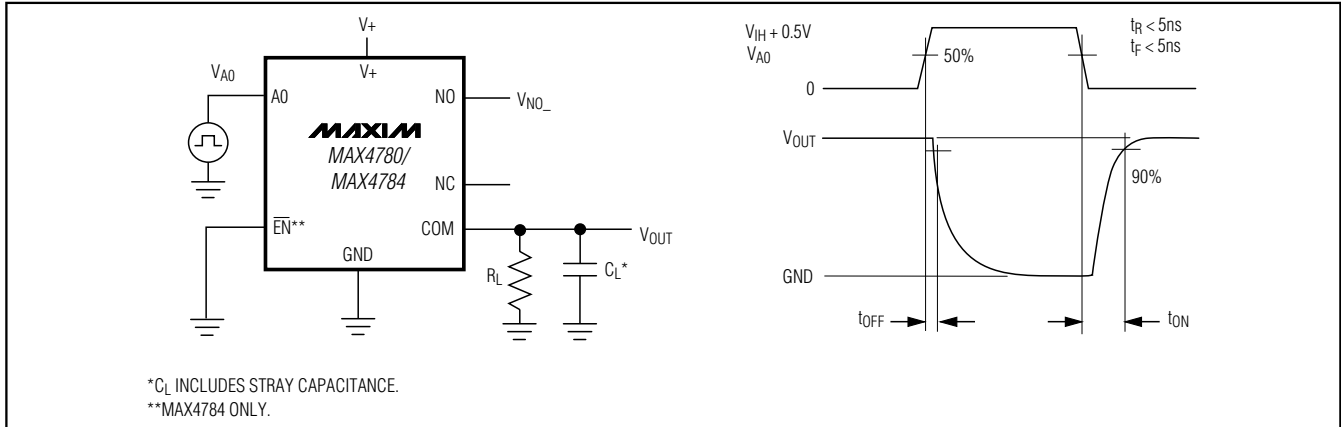 V+
V+
VA0
A0
NO
VNO_
MAXIM
MAX4780/
MAX4784
NC
EN**
COM
VOUT
GND
RL
CL*
*CL INCLUDES STRAY CAPACITANCE.
**MAX4784 ONLY.
VIH + 0.5V
VA0
0
50%
tR < 5ns
tF < 5ns
VOUT
90%
GND
tOFF
tON